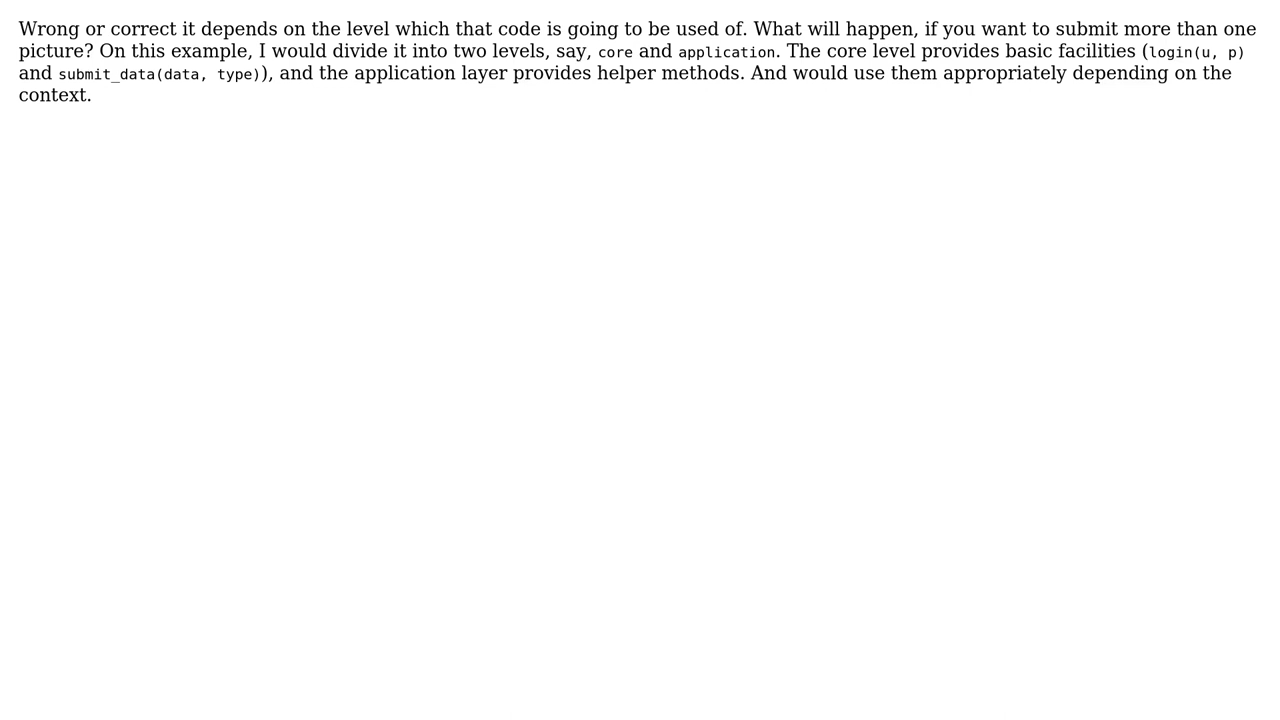 Wrong or correct it depends on the level which that code is going to be used of. What will happen, if you want to submit more than one
picture? On this example, I would divide it into two levels, say, core and application. The core level provides basic facilities (login(u, p)
and submit_data(data, type)), and the application layer provides helper methods. And would use them appropriately depending on the
context.